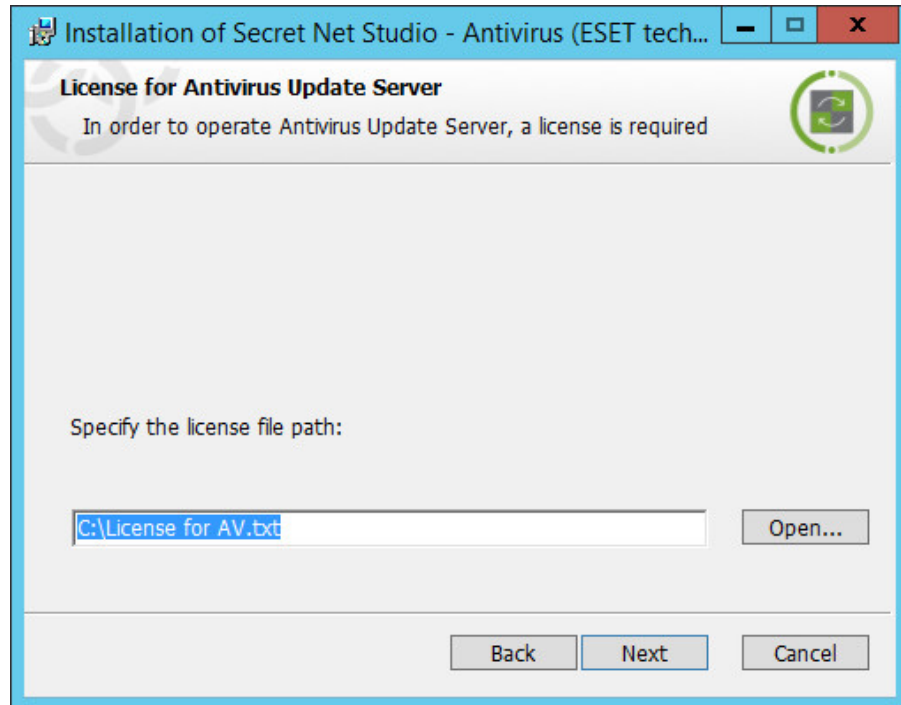 Installation of Secret Net Studio - Antivirus (ESET tech...
License for Antivirus Update Server
In order to operate Antivirus Update Server, a license is required
Specify the license file path:
C:\License for AV.txt
Open...
Back
Next
Cancel